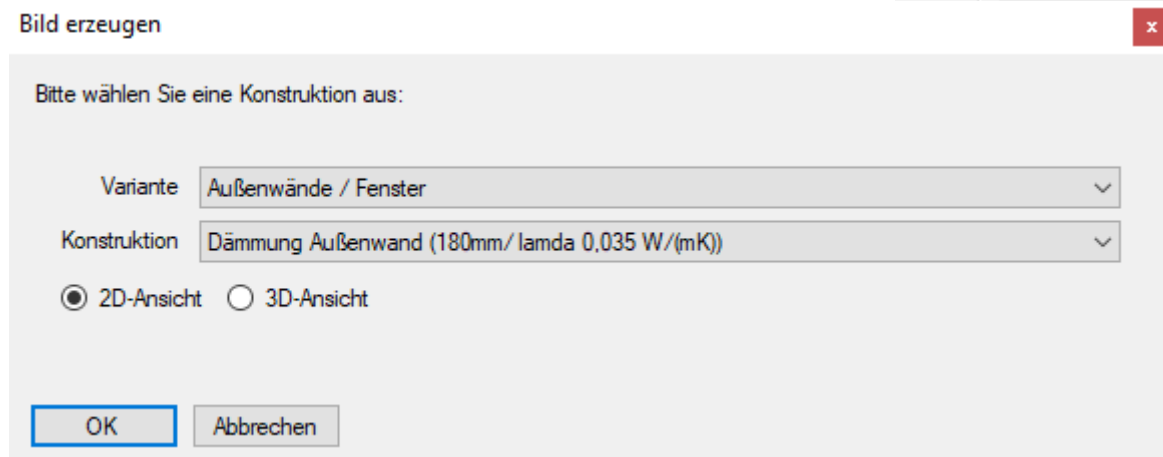 Bild erzeugen
x
Bitte wählen Sie eine Konstruktion aus:
Variante Außenwände / Fenster
Konstruktion Dämmung Außenwand (180mm/ lamda 0,035 W/(mK))
2D-Ansicht 3D-Ansicht
OK Abbrechen